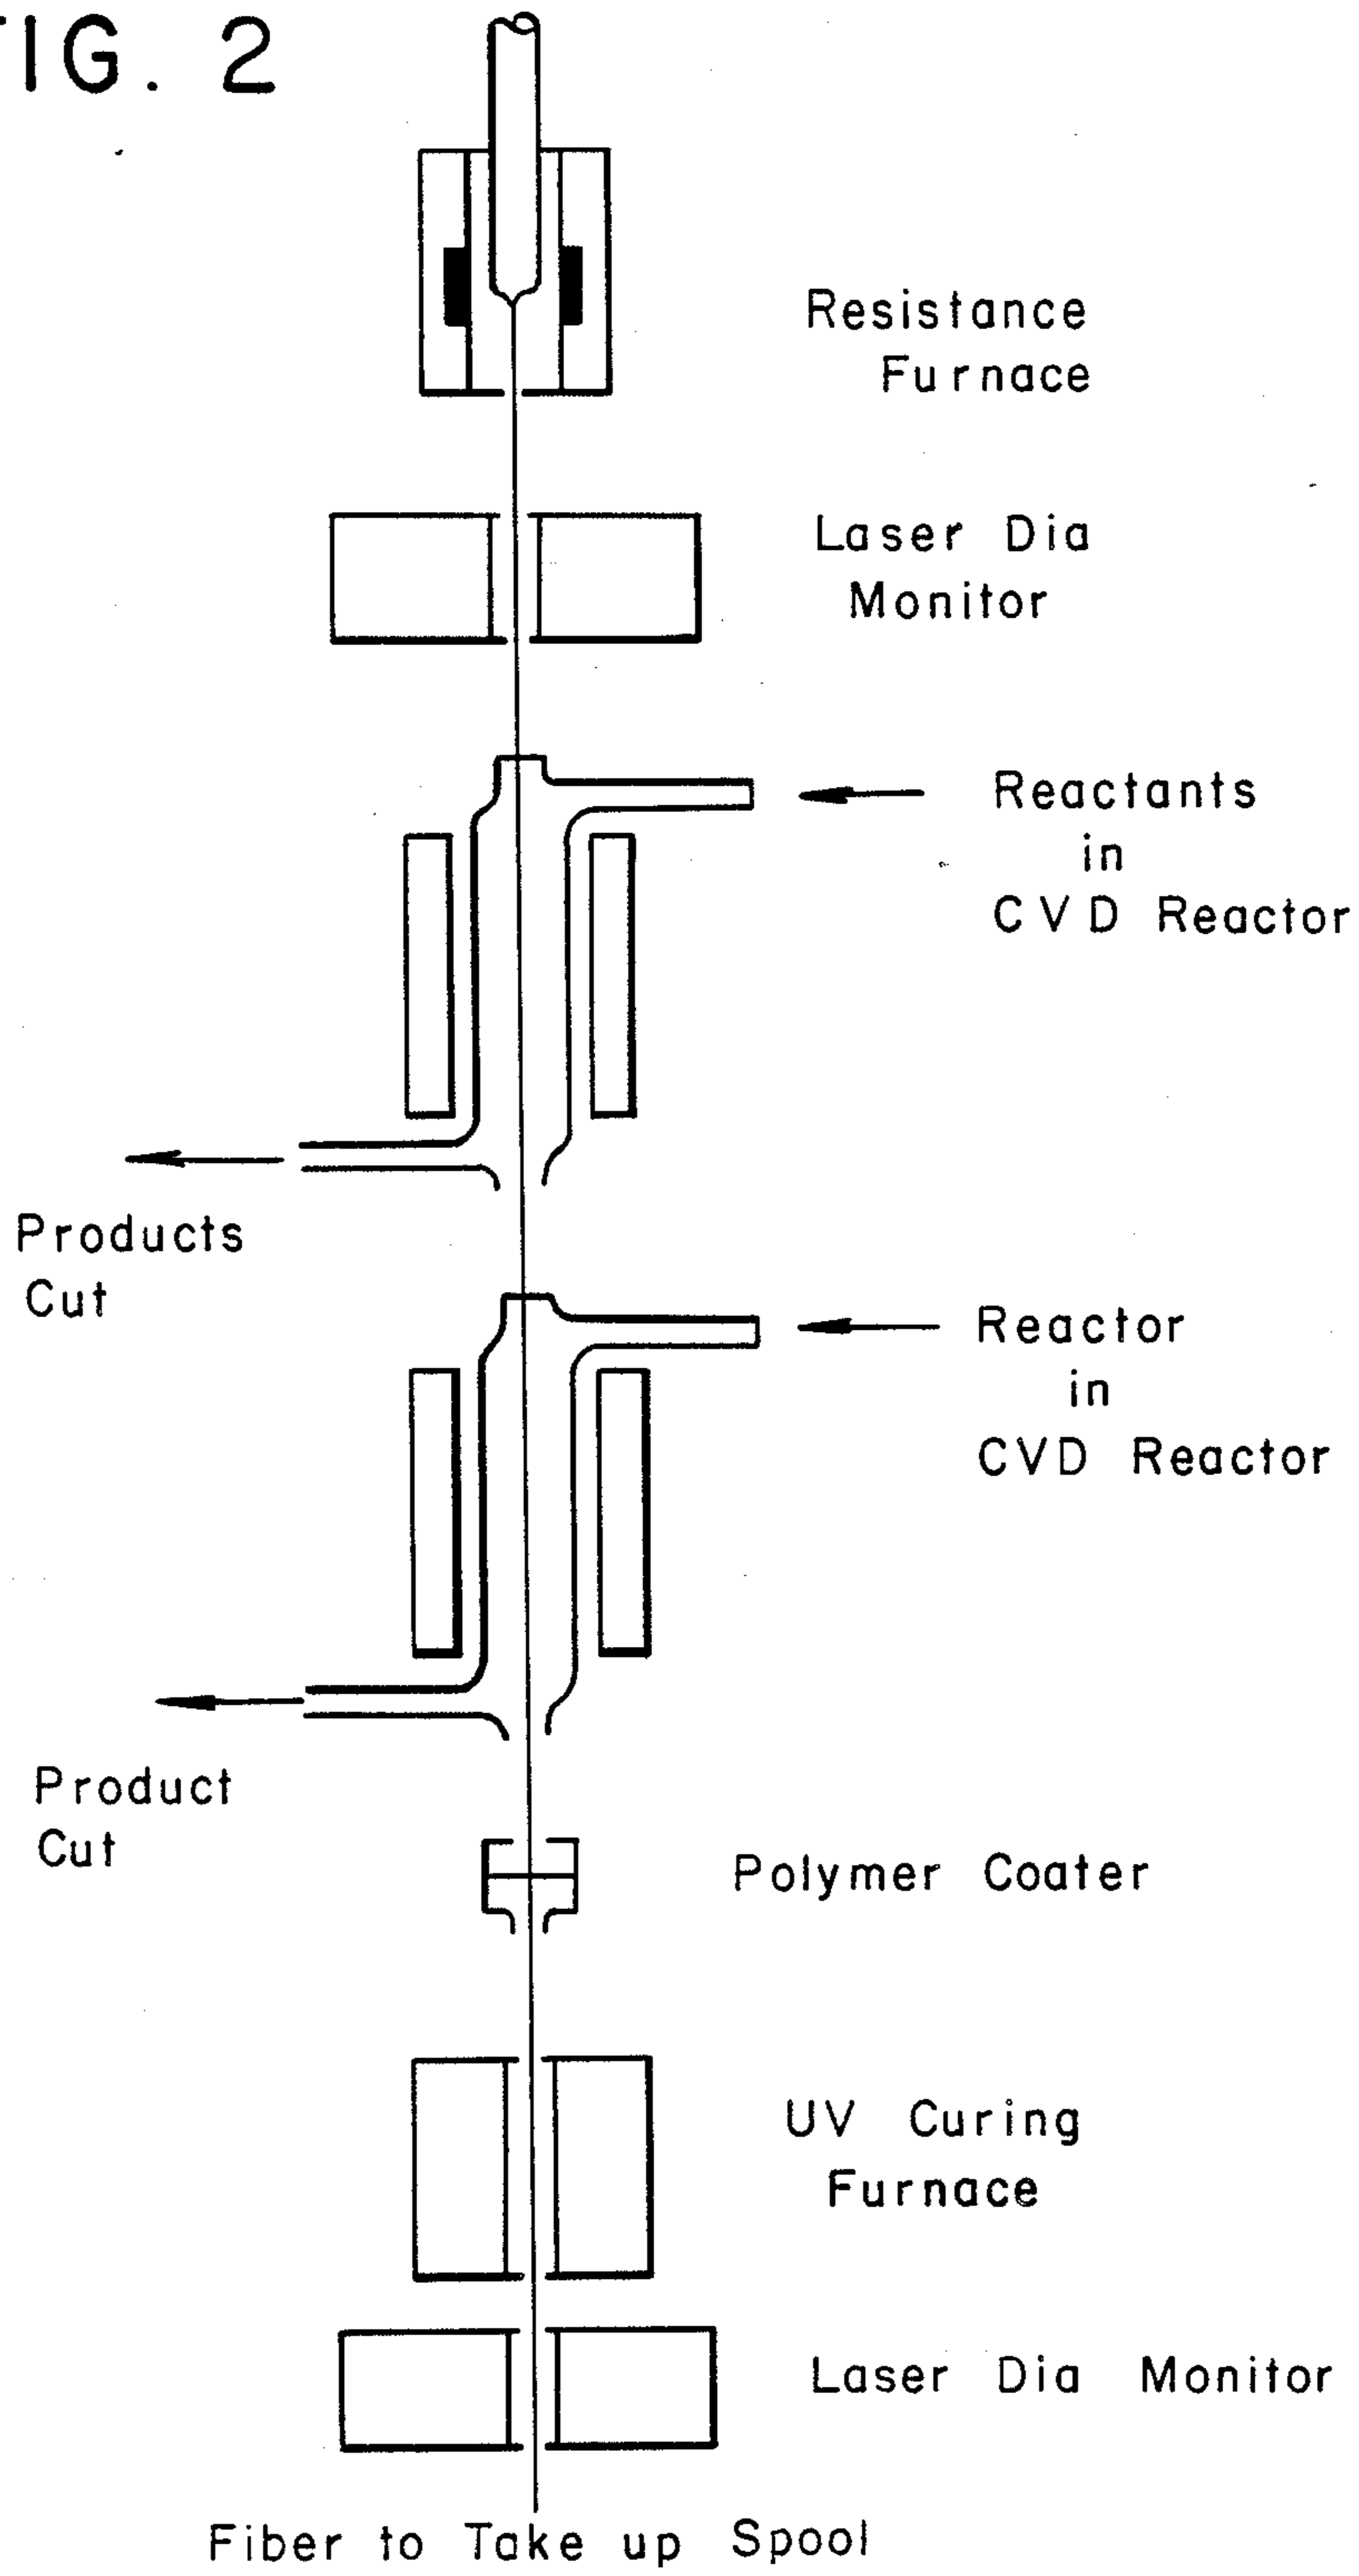 FIG. 2
Resistance
Furnace
Laser Dia
Monitor
Reactants
in
CVD Reactor
Products
Cut
Reactor
in
CVD Reactor
Product
Cut
Polymer Coater
UV Curing
Furnace
Laser Dia Monitor
Fiber to Take up Spool